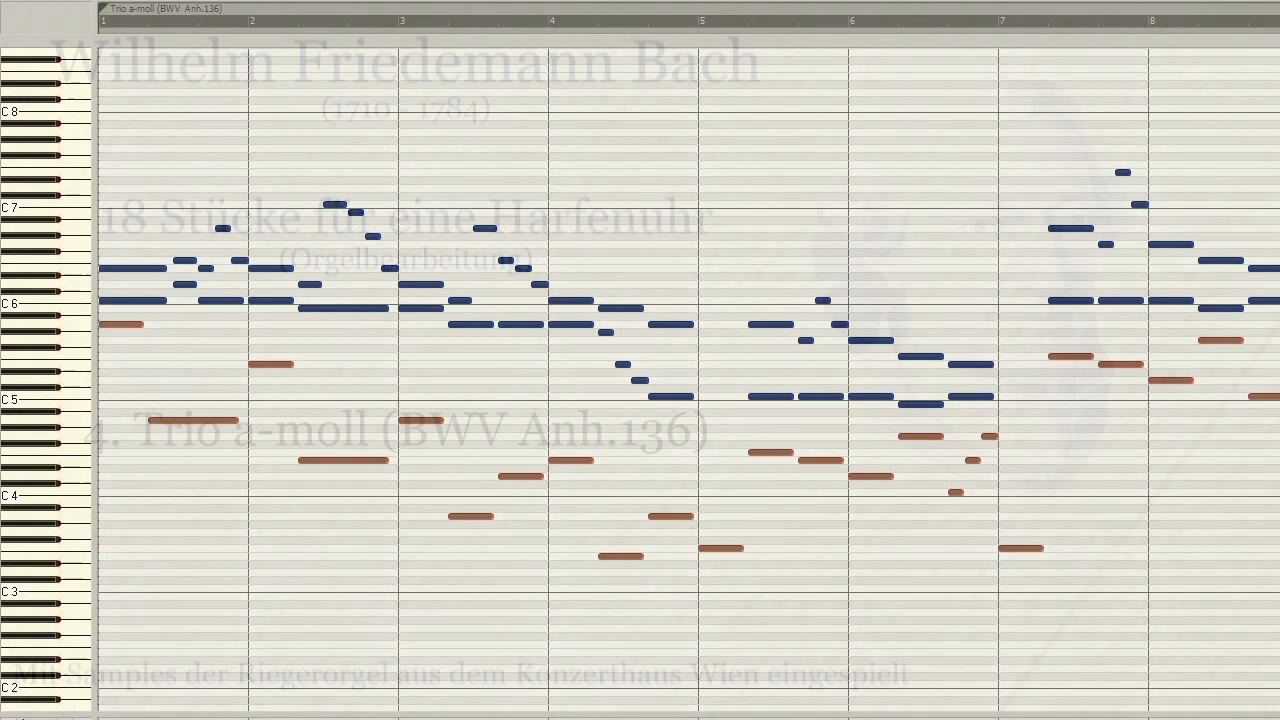 Trio a-moll (BWV Anh.136)
1 2 3 4 5 6 7 8
Wilhelm Friedemann Bach
(1710 - 1784)
C 8
C 7
18 Stücke für eine Harfenuhr
(Orgelbearbeitung)
C 6
C 5
4. Trio a-moll (BWV Anh.136)
C 4
C 3
Mit Samples der Riegerorgel aus Konzerthaus eingespielt
C 2